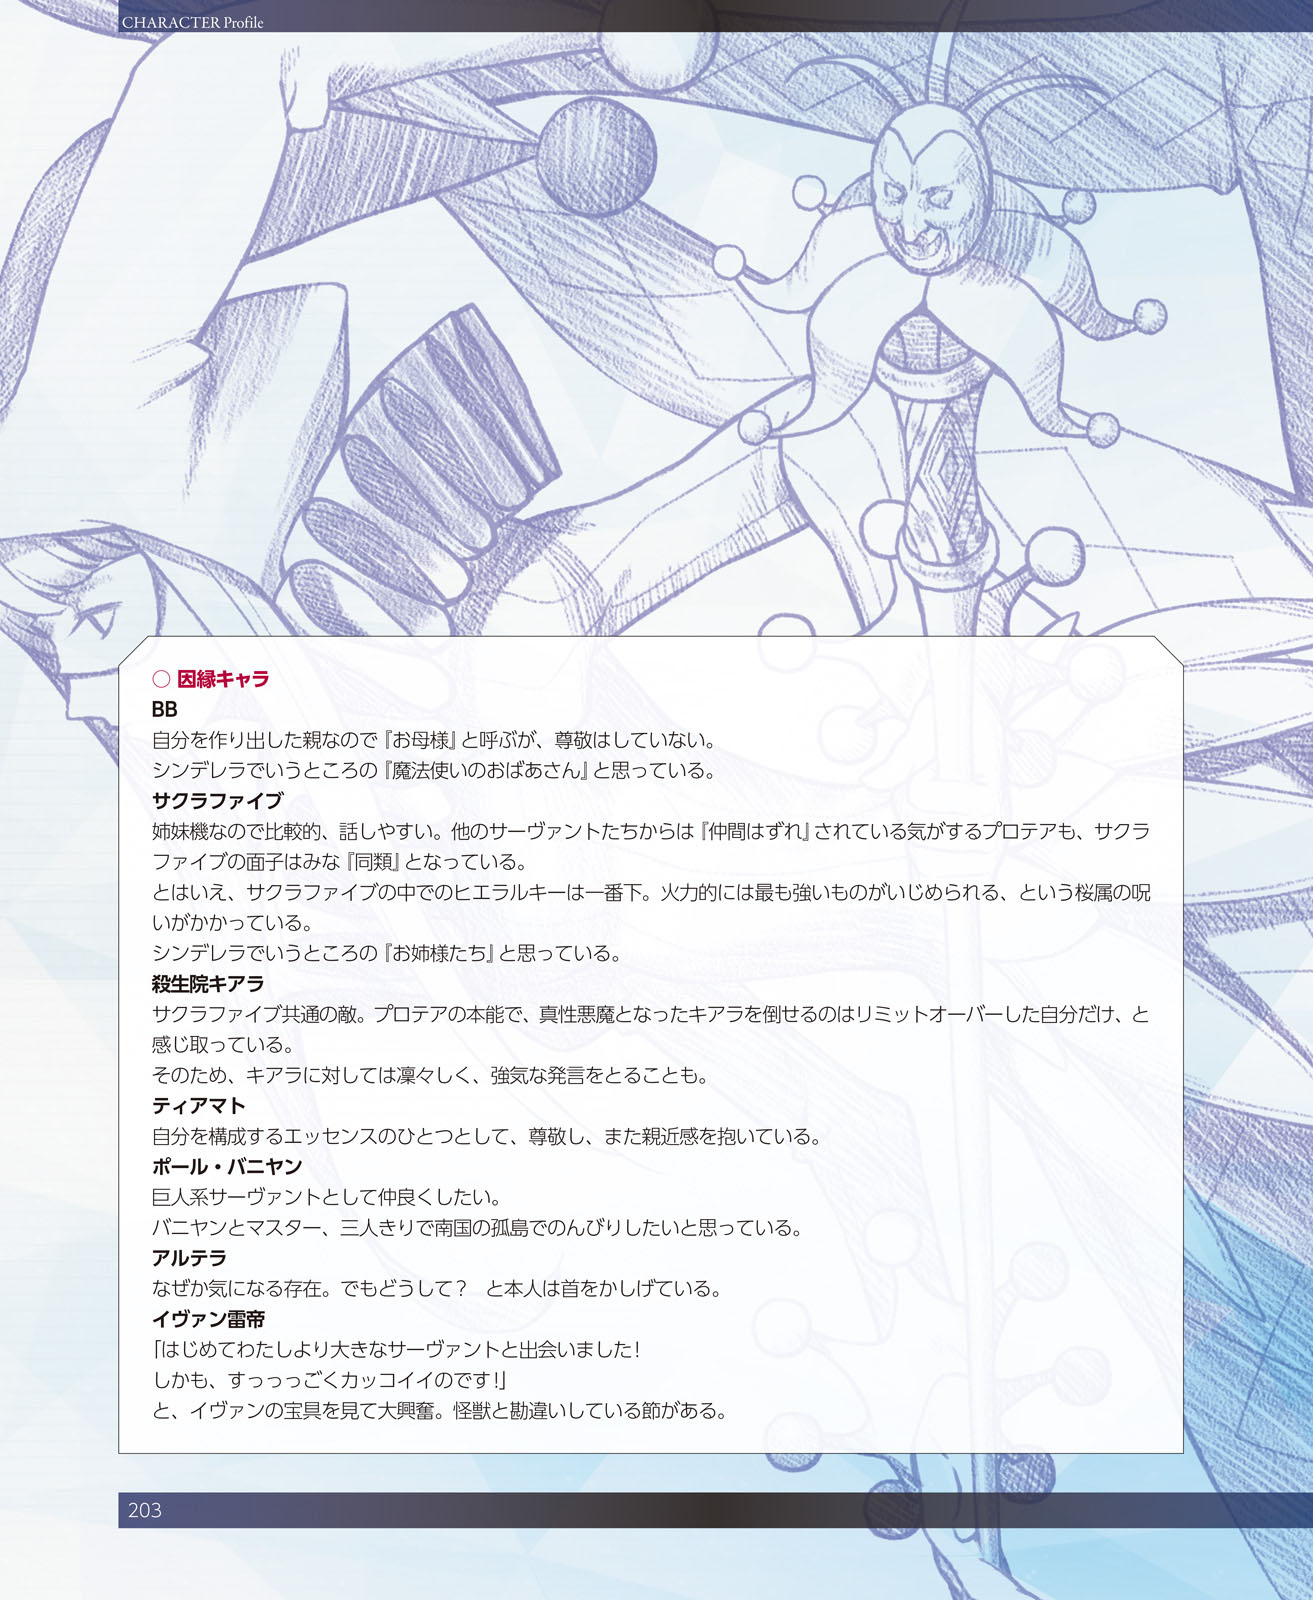 CHARACTER Profile
○ 因縁キャラ
BB
自分を作り出した親なので『お母様』と呼ぶが、尊敬はしていない。
シンデレラでいうところの『魔法使いのおばあさん』と思っている。
サクラファイブ
姉妹機なので比較的、話しやすい。他のサーヴァントたちからは『仲間はずれ』されている気がするプロテアも、サクラ
ファイブの面子はみな『同類』となっている。
とはいえ、サクラファイブの中でのヒエラルキーは一番下。火力的には最も強いものがいじめられる、という桜属の呪
いがかかっている。
シンデレラでいうところの『お姉様たち』と思っている。
殺生院キアラ
サクラファイブ共通の敵。プロテアの本能で、真性悪魔となったキアラを倒せるのはリミットオーバーした自分だけ、と
感じ取っている。
そのため、キアラに対しては凛々しく、強気な発言をとることも。
ティアマト
自分を構成するエッセンスのひとつとして、尊敬し、また親近感を抱いている。
ポール・バニヤン
巨人系サーヴァントとして仲良くしたい。
バニヤンとマスター、三人きりで南国の孤島でのんびりしたいと思っている。
アルテラ
なぜか気になる存在。でもどうして?　と本人は首をかしげている。
イヴァン雷帝
「はじめてわたしより大きなサーヴァントと出会いました!
しかも、すっっっごくカッコイイのです!」
と、イヴァンの宝具を見て大興奮。怪獣と勘違いしている節がある。
203